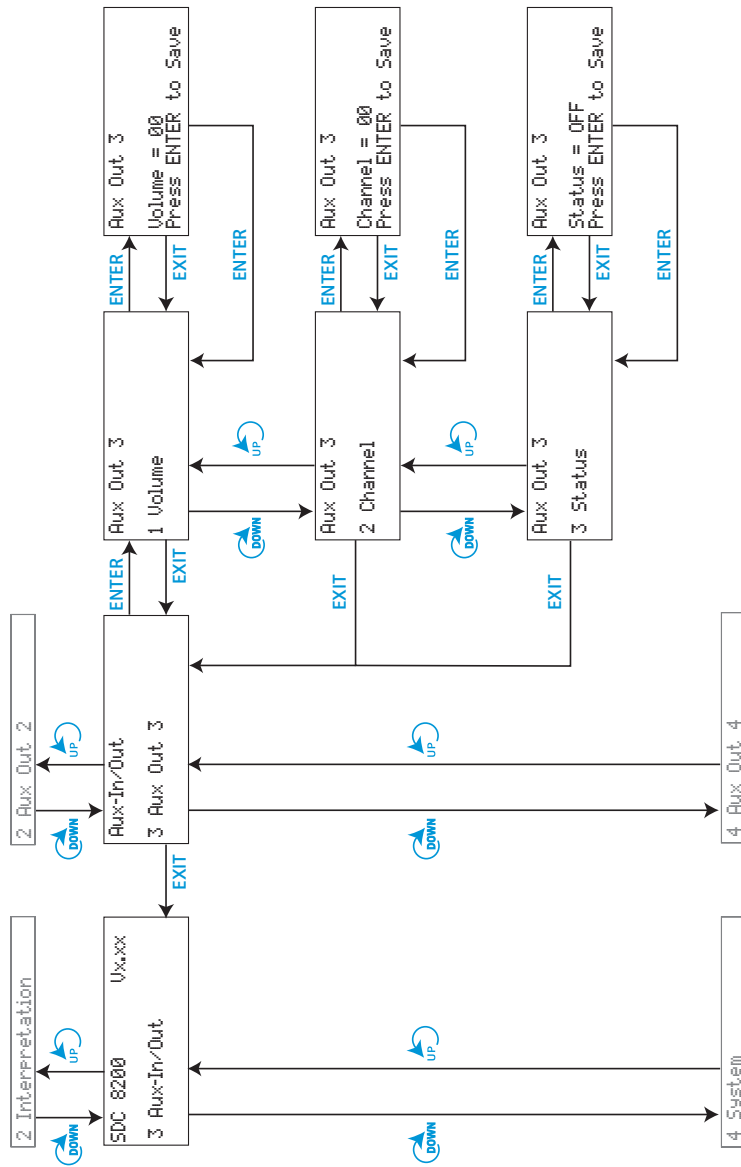 2 Interpretation
2 Aux Out 2
DOWN
UP
DOWN
UP
SDC 8200 Vx.xx
3 Aux-In/Out
EXIT
Aux-In/Out
3 Aux Out 3
ENTER
EXIT
Aux Out 3
1 Volume
ENTER
EXIT
Aux Out 3
Volume = 00
Press ENTER to Save
ENTER
DOWN
UP
EXIT
Aux Out 3
2 Channel
ENTER
EXIT
Aux Out 3
Channel = 00
Press ENTER to Save
ENTER
DOWN
UP
DOWN
UP
DOWN
UP
Aux Out 3
3 Status
EXIT
ENTER
EXIT
Aux Out 3
Status = OFF
Press ENTER to Save
ENTER
4 System
4 Aux Out 4